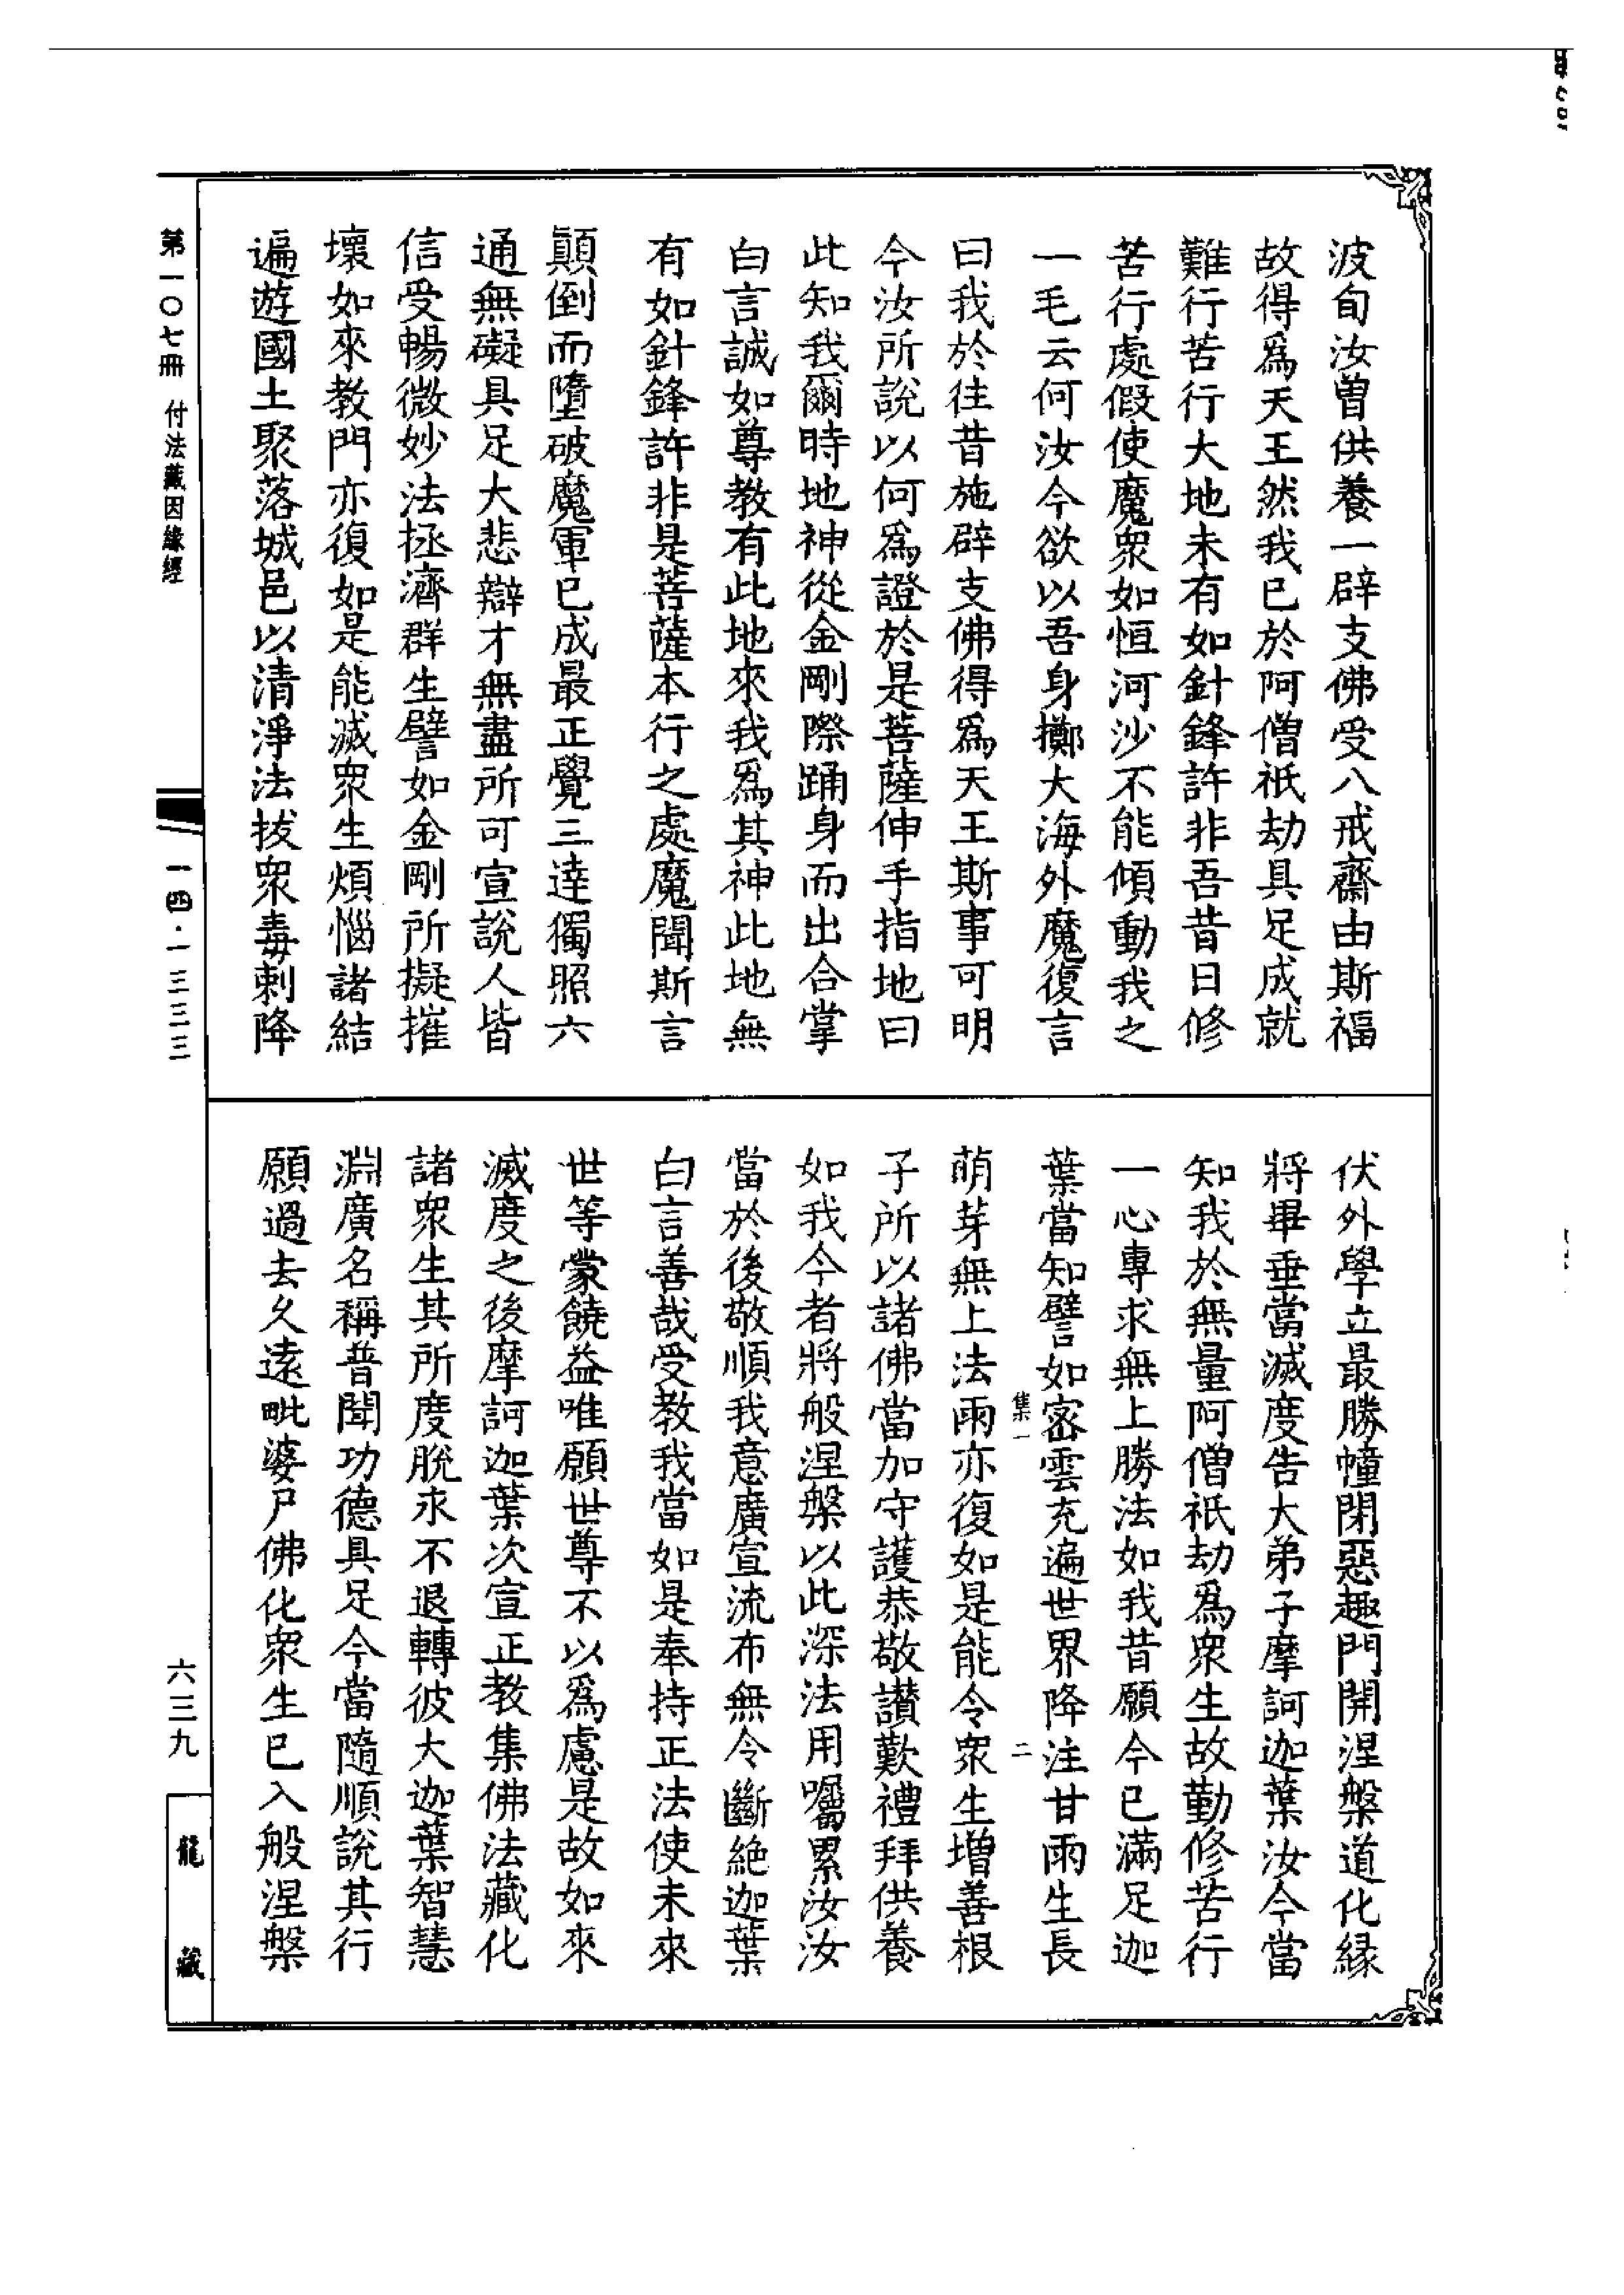 波旬汝曾供養一辟支佛受八戒齋由斯福
故得爲天王然我已於阿僧祇劫具足成就
難行苦行大地未有如針鋒許非吾昔日修
苦行處假使魔衆如恒河沙不能傾動我之
一毛云何汝今欲以吾身擲大海外魔復言
曰我於往昔施辟支佛得爲天王斯事可明
今汝所說以何爲證於是菩薩伸手指地曰
此知我爾時地神從金剛際踊身而出合掌
白言誠如尊教有此地來我爲其神此地無
有如針鋒許非是菩薩本行之處魔聞斯言
顛倒而墮破魔軍已成最正覺三達獨照六
通無礙具足大悲辯才無盡所可宣說人皆
信受暢微妙法拯濟群生譬如金剛所擬摧
壞如來教門亦復如是能滅衆生煩惱諸結
遍遊國土聚落城邑以清淨法拔衆毒刺降
伏外學立最勝幢閉惡趣門開涅槃道化緣
將畢垂當滅度告大弟子摩訶迦葉汝今當
知我於無量阿僧祇劫爲衆生故勤修苦行
一心專求無上勝法如我昔願今已滿足迦
葉當知譬如密雲充遍世界降注甘雨生長
集一 二
萌芽無上法雨亦復如是能令衆生增善根
子所以諸佛當加守護恭敬讃歎禮拜供養
如我今者將般涅槃以此深法用囑累汝汝
當於後敬順我意廣宣流布無令斷絶迦葉
白言善哉受教我當如是奉持正法使未來
世等蒙饒益唯願世尊不以爲慮是故如來
滅度之後摩訶迦葉次宣正教集佛法藏化
諸衆生其所度脫求不退轉彼大迦葉智慧
淵廣名稱普聞功德具足今當隨順說其行
願過去久遠毗婆尸佛化衆生已入般涅槃
第一〇七冊 付法藏因緣經
一四・一三三三
六三九
龍藏